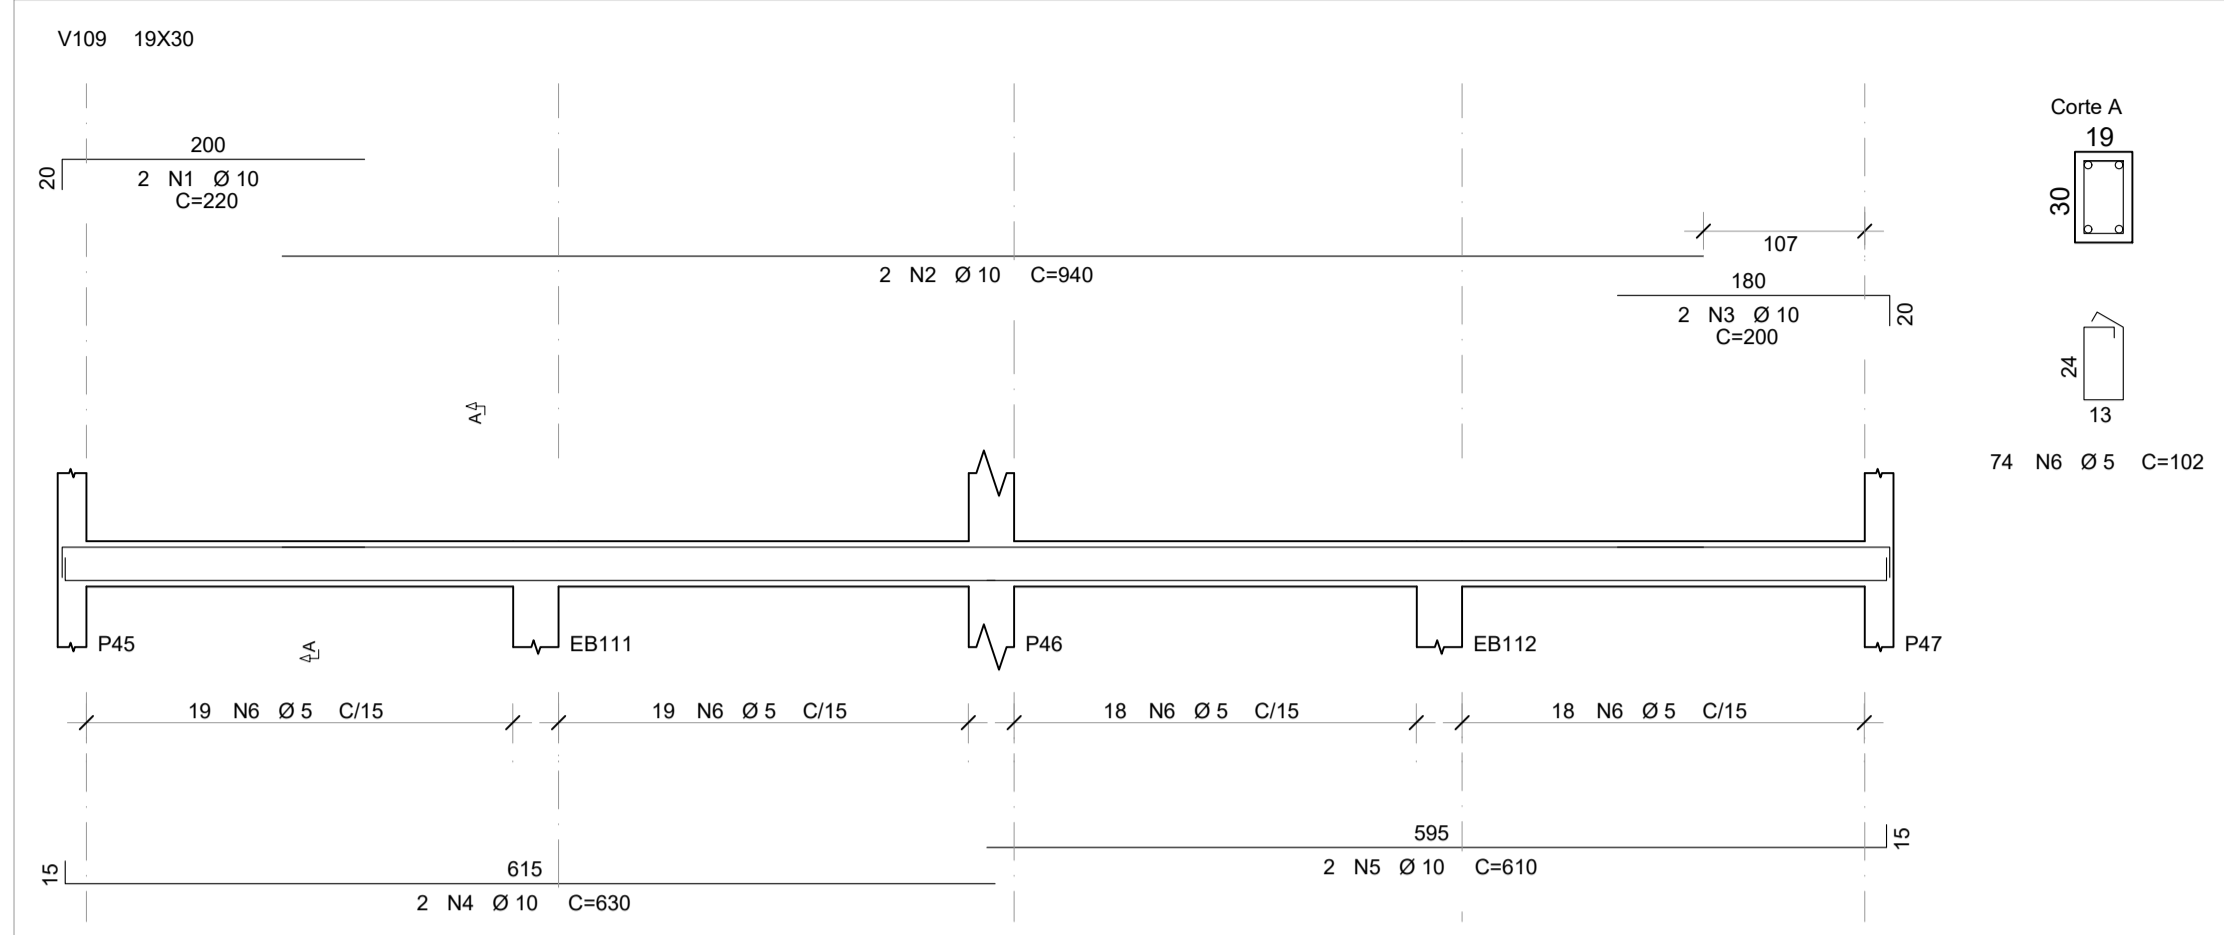 V109 19X30
Corte A
19
30
200
20
2 N1 Ø 10
C=220
107
2 N2 Ø 10 C=940
180
20
2 N3 Ø 10
C=200
24
13
74 N6 Ø 5 C=102
A
A
P45
EB111
P46
EB112
P47
19 N6 Ø 5 C/15
19 N6 Ø 5 C/15
18 N6 Ø 5 C/15
18 N6 Ø 5 C/15
595
15
2 N5 Ø 10 C=610
615
15
2 N4 Ø 10 C=630